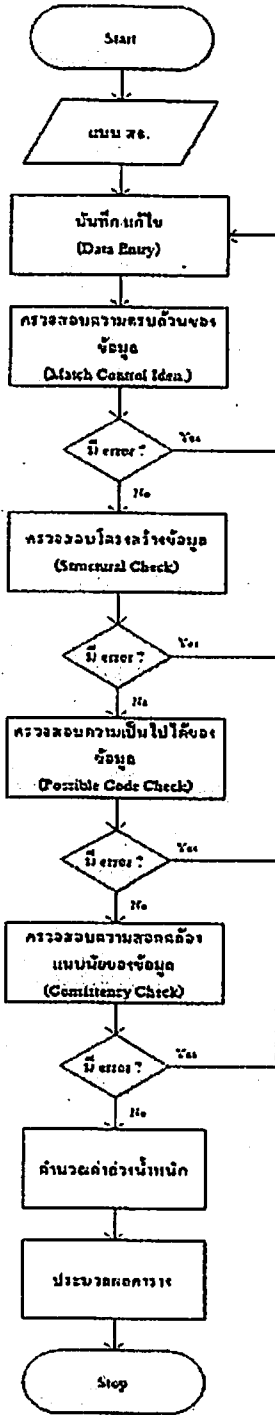 Start
แบบ สธ.
บันทึก/แก้ไข
(Data Entry)
ตรวจสอบความครบถ้วนของ
ข้อมูล
(Match Control Iden.)
มี error ?
Yes
No
ตรวจสอบโครงสร้างข้อมูล
(Structural Check)
มี error ?
Yes
No
ตรวจสอบความเป็นไปได้ของ
ข้อมูล
(Possible Code Check)
มี error ?
Yes
No
ตรวจสอบความสอดคล้อง
แนบนัยของข้อมูล
(Consistency Check)
มี error ?
Yes
No
คำนวณค่าถ่วงน้ำหนัก
ประมวลผลตาราง
Stop